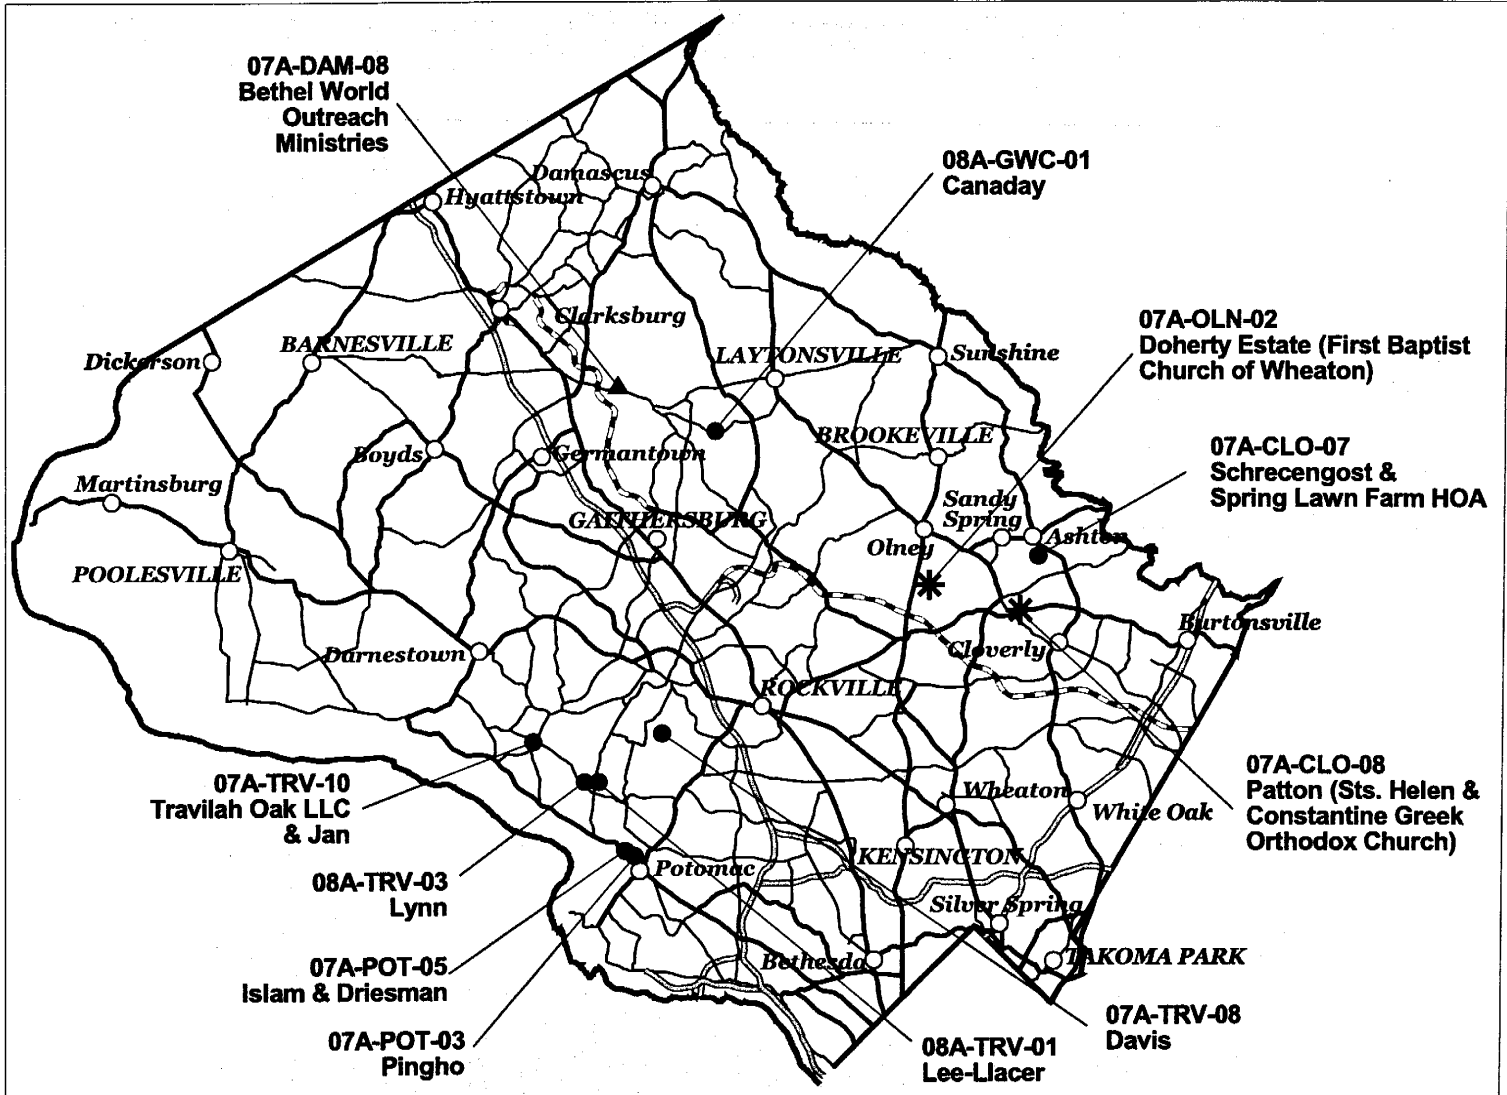 07A-DAM-08
Bethel World
Outreach
Ministries
08A-GWC-01
Canaday
Damascus
Hyattstown
07A-OLN-02
Doherty Estate (First Baptist
Church of Wheaton)
Clarksburg
Dickerson
BARNESVILLE
LAYTONSVILLE
Sunshine
BROOKEVILLE
07A-CLO-07
Schrecengost &
Spring Lawn Farm HOA
Boyds
Germantown
Martinsburg
Sandy
Spring
GAITHERSBURG
Olney
Ashton
POOLESVILLE
Burtonsville
Darnestown
Cloverly
ROCKVILLE
07A-TRV-10
Travilah Oak LLC
& Jan
07A-CLO-08
Patton (Sts. Helen &
Constantine Greek
Orthodox Church)
Wheaton
White Oak
KENSINGTON
Potomac
08A-TRV-03
Lynn
Silver Spring
07A-POT-05
Islam & Driesman
Bethesda
TAKOMA PARK
07A-POT-03
Pingho
08A-TRV-01
Lee-Llacer
07A-TRV-08
Davis